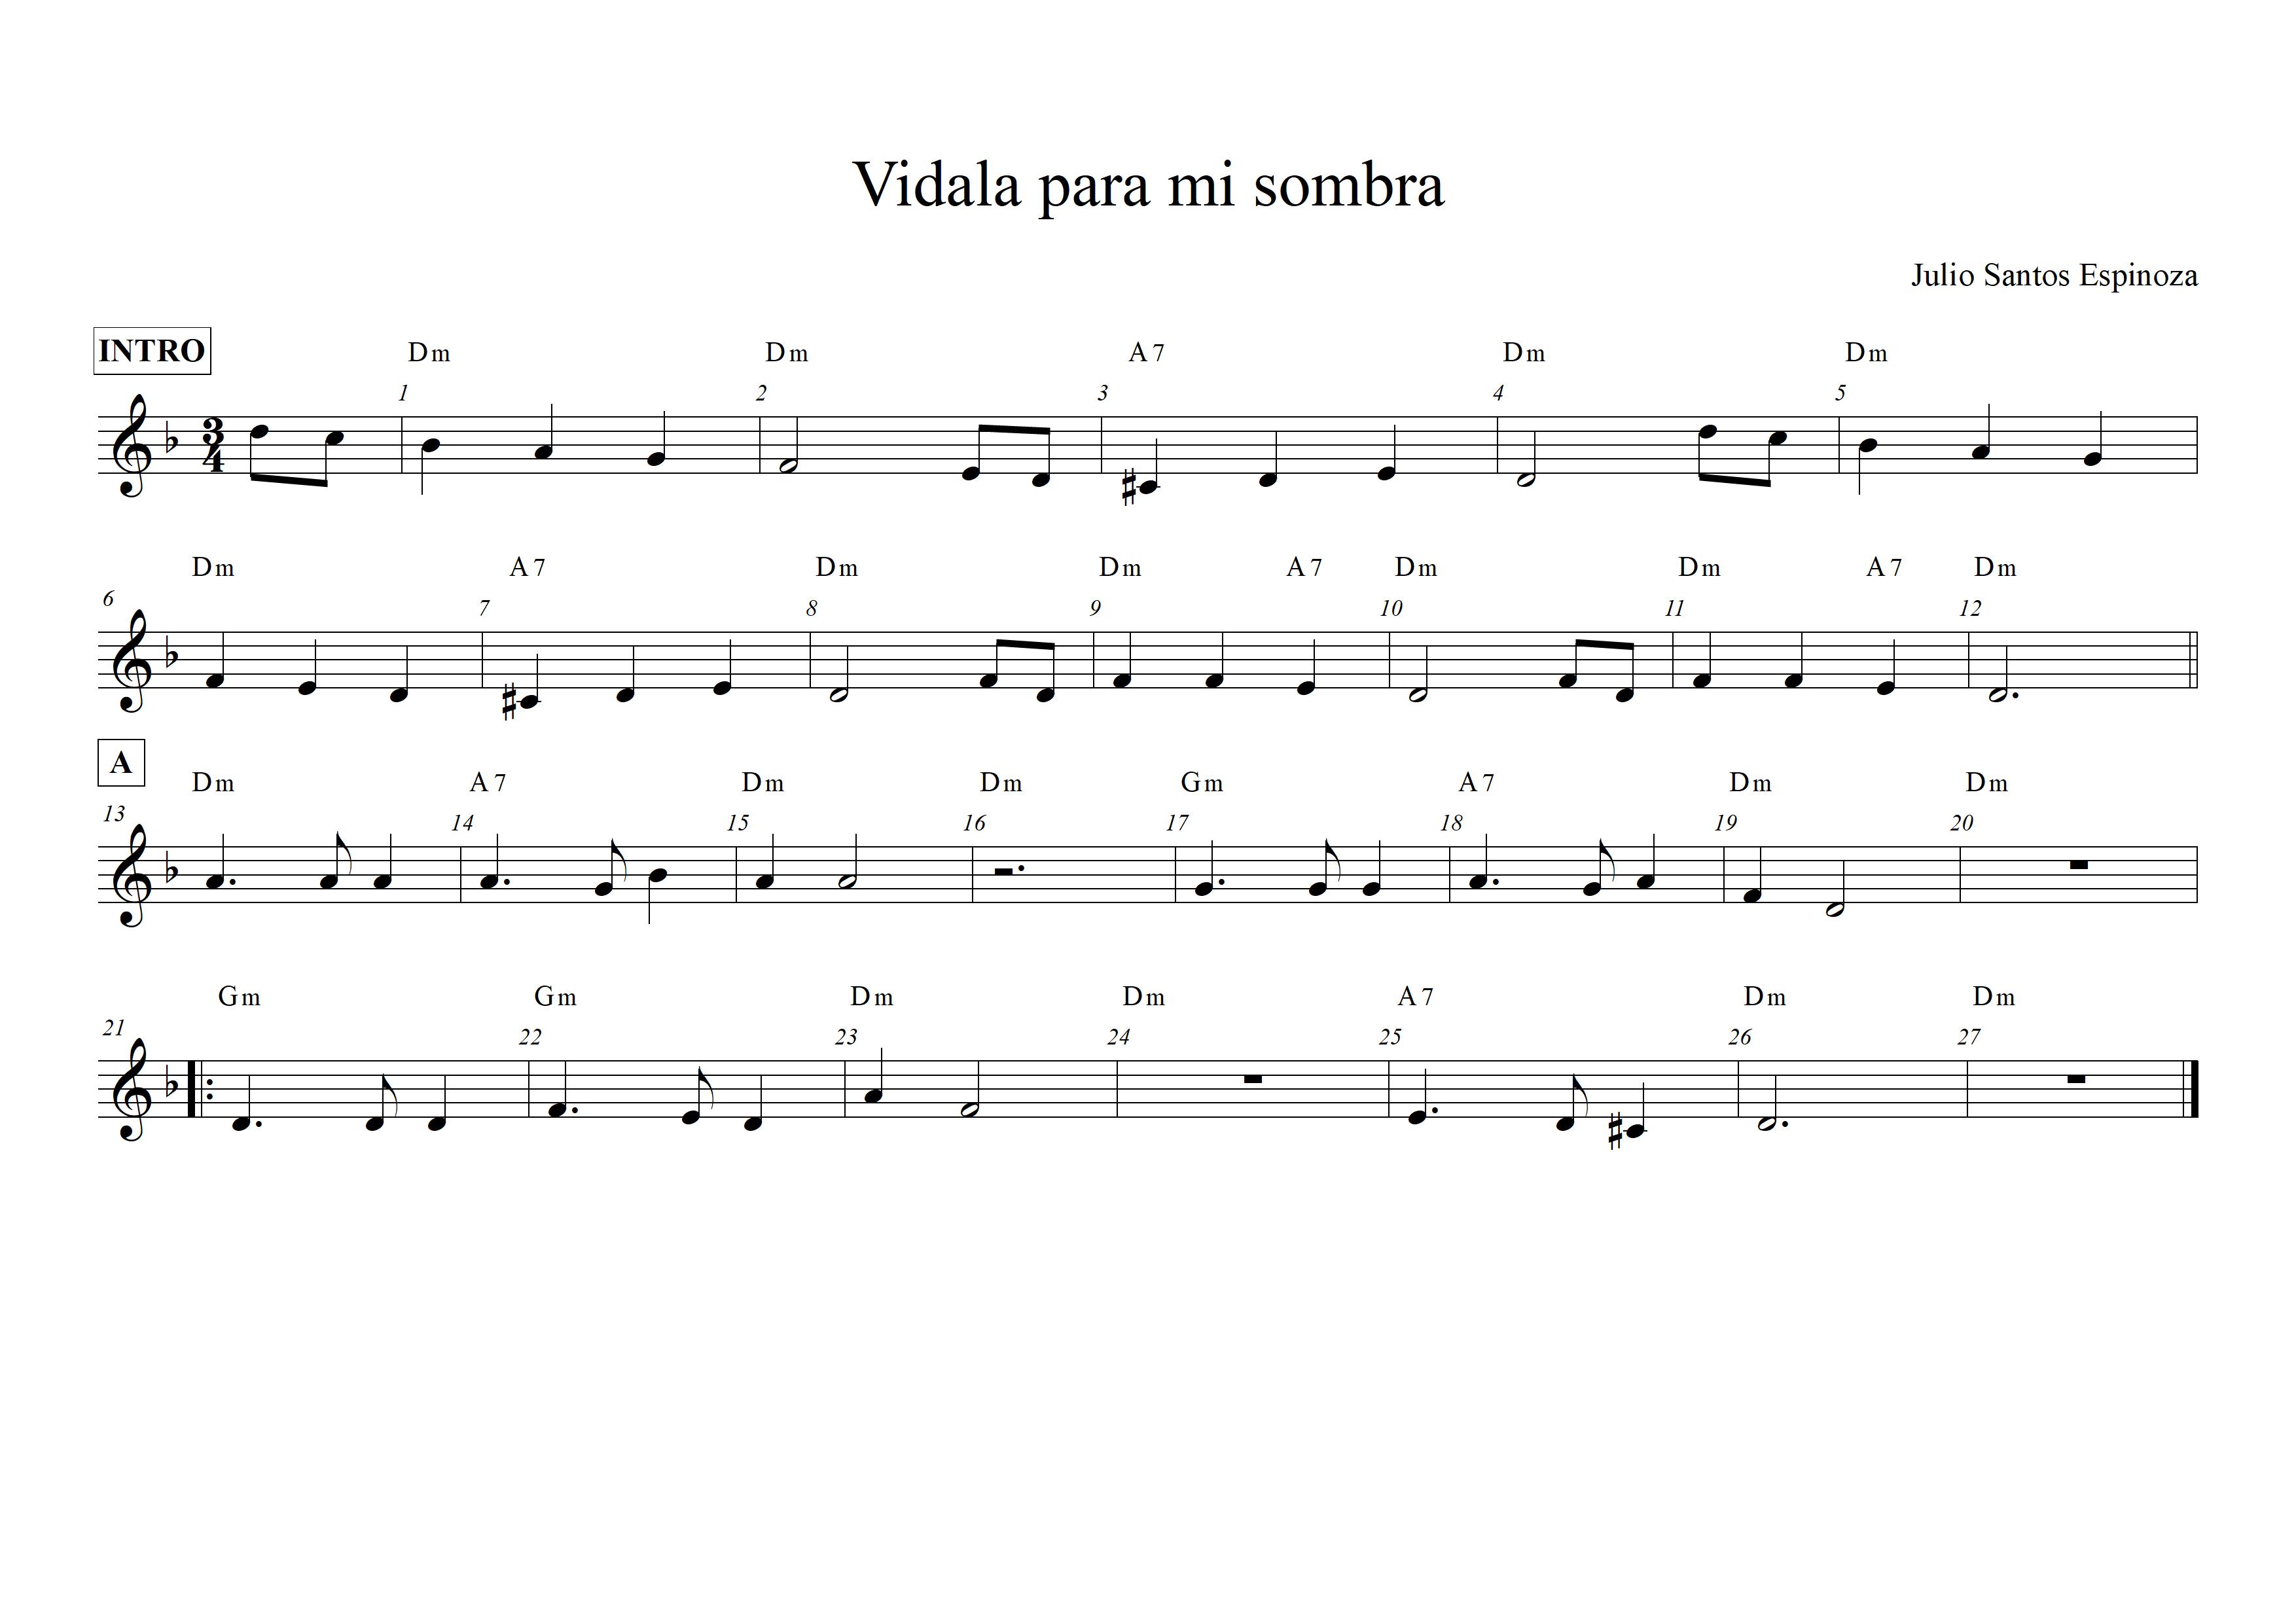 Vidala para mi sombra
Julio Santos Espinoza
INTRO
Dm Dm A7 Dm Dm
1 2 3 4 5
3
4
Dm A7 Dm Dm A7 Dm Dm A7 Dm
6 7 8 9 10 11 12
A
Dm A7 Dm Dm Gm A7 Dm Dm
13 14 15 16 17 18 19 20
Gm Gm Dm Dm A7 Dm Dm
21 22 23 24 25 26 27